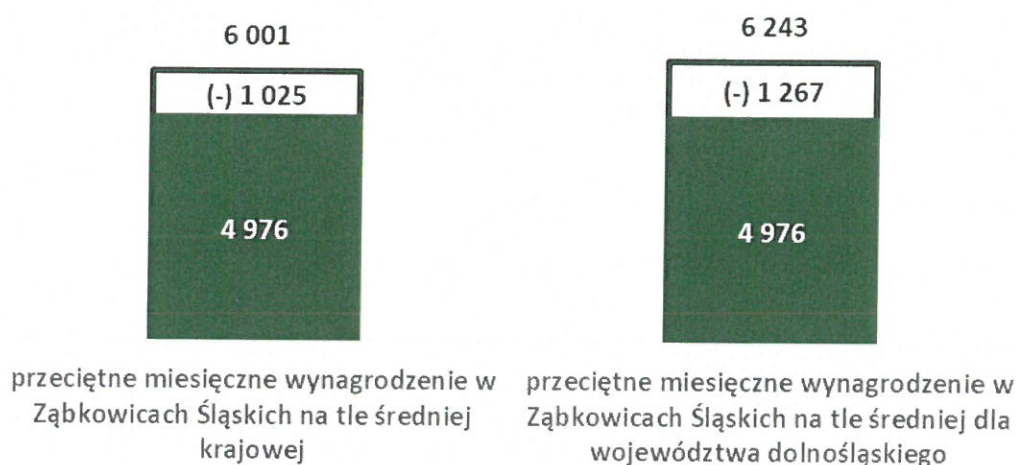 6 001
(-) 1 025
4 976
przeciętne miesięczne wynagrodzenie w
Ząbkowicach Śląskich na tle średniej
krajowej
6 243
(-) 1 267
4 976
przeciętne miesięczne wynagrodzenie w
Ząbkowicach Śląskich na tle średniej dla
województwa dolnośląskiego